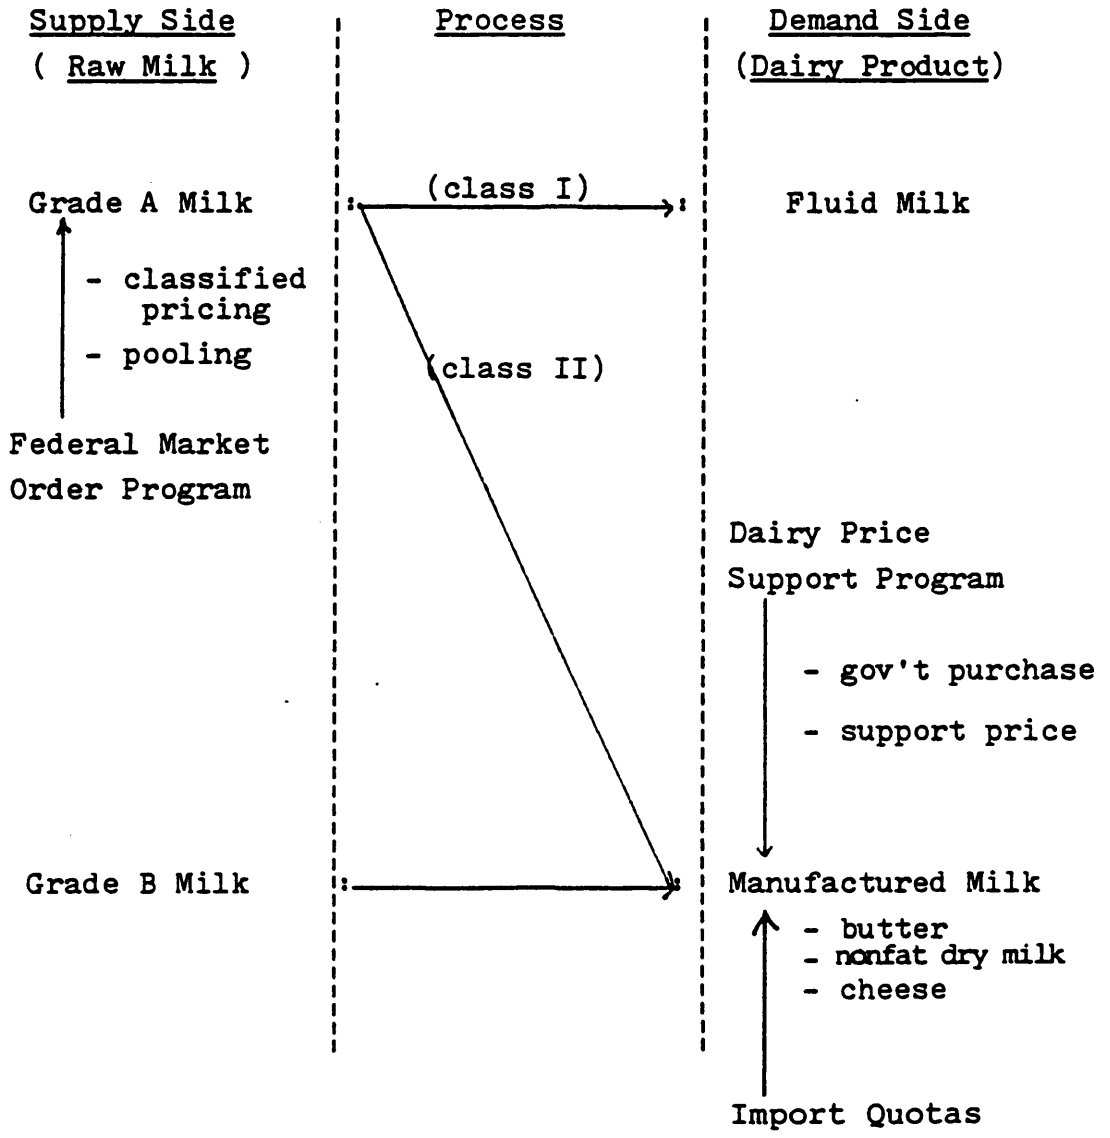 Supply Side
( Raw Milk )
Process
Demand Side
(Dairy Product)
Grade A Milk
(class I)
Fluid Milk
- classified
pricing
- pooling
(class II)
Federal Market
Order Program
Dairy Price
Support Program
- gov't purchase
- support price
Grade B Milk
Manufactured Milk
- butter
- nonfat dry milk
- cheese
Import Quotas